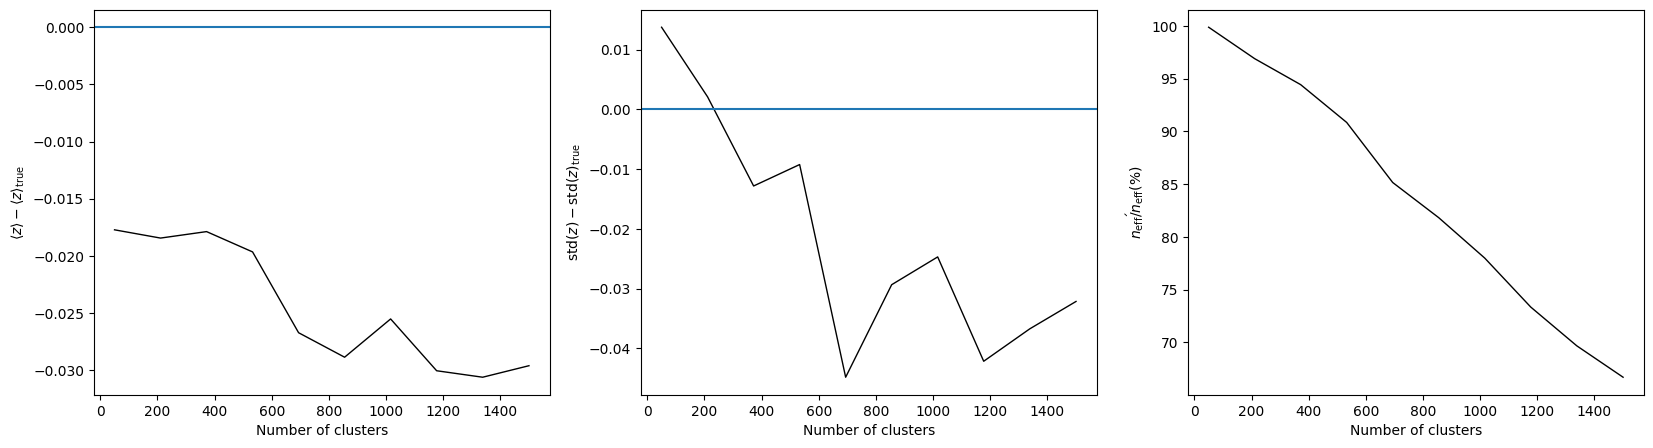 0.000
−0.005
−0.010
−0.015
−0.020
−0.025
−0.030
⟨z⟩ − ⟨z⟩true
0 200 400 600 800 1000 1200 1400
Number of clusters
0.01
0.00
−0.01
−0.02
−0.03
−0.04
std(z) − std(z)true
0 200 400 600 800 1000 1200 1400
Number of clusters
100
95
90
85
80
75
70
n′eff/neff(%)
0 200 400 600 800 1000 1200 1400
Number of clusters